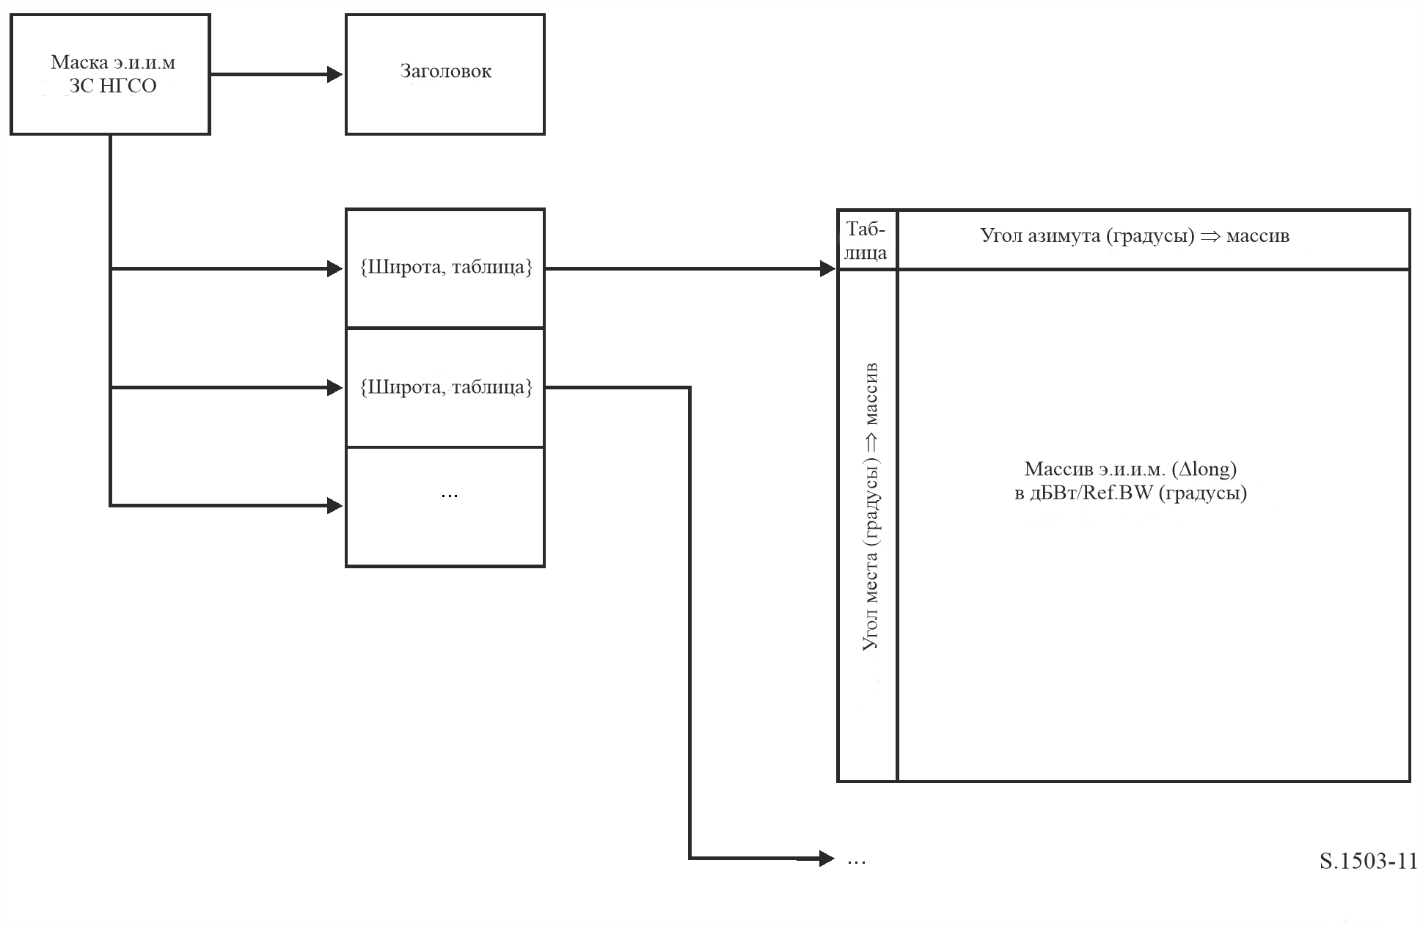 Маска э.и.и.м
ЗС НГСО
Заголовок
{Широта, таблица}
{Широта, таблица}
...
Таб-
лица
Угол азимута (градусы) ⇒ массив
Угол места (градусы) ⇒ массив
Массив э.и.и.м. (Δlong)
в дБВт/Ref.BW (градусы)
...
S.1503-11